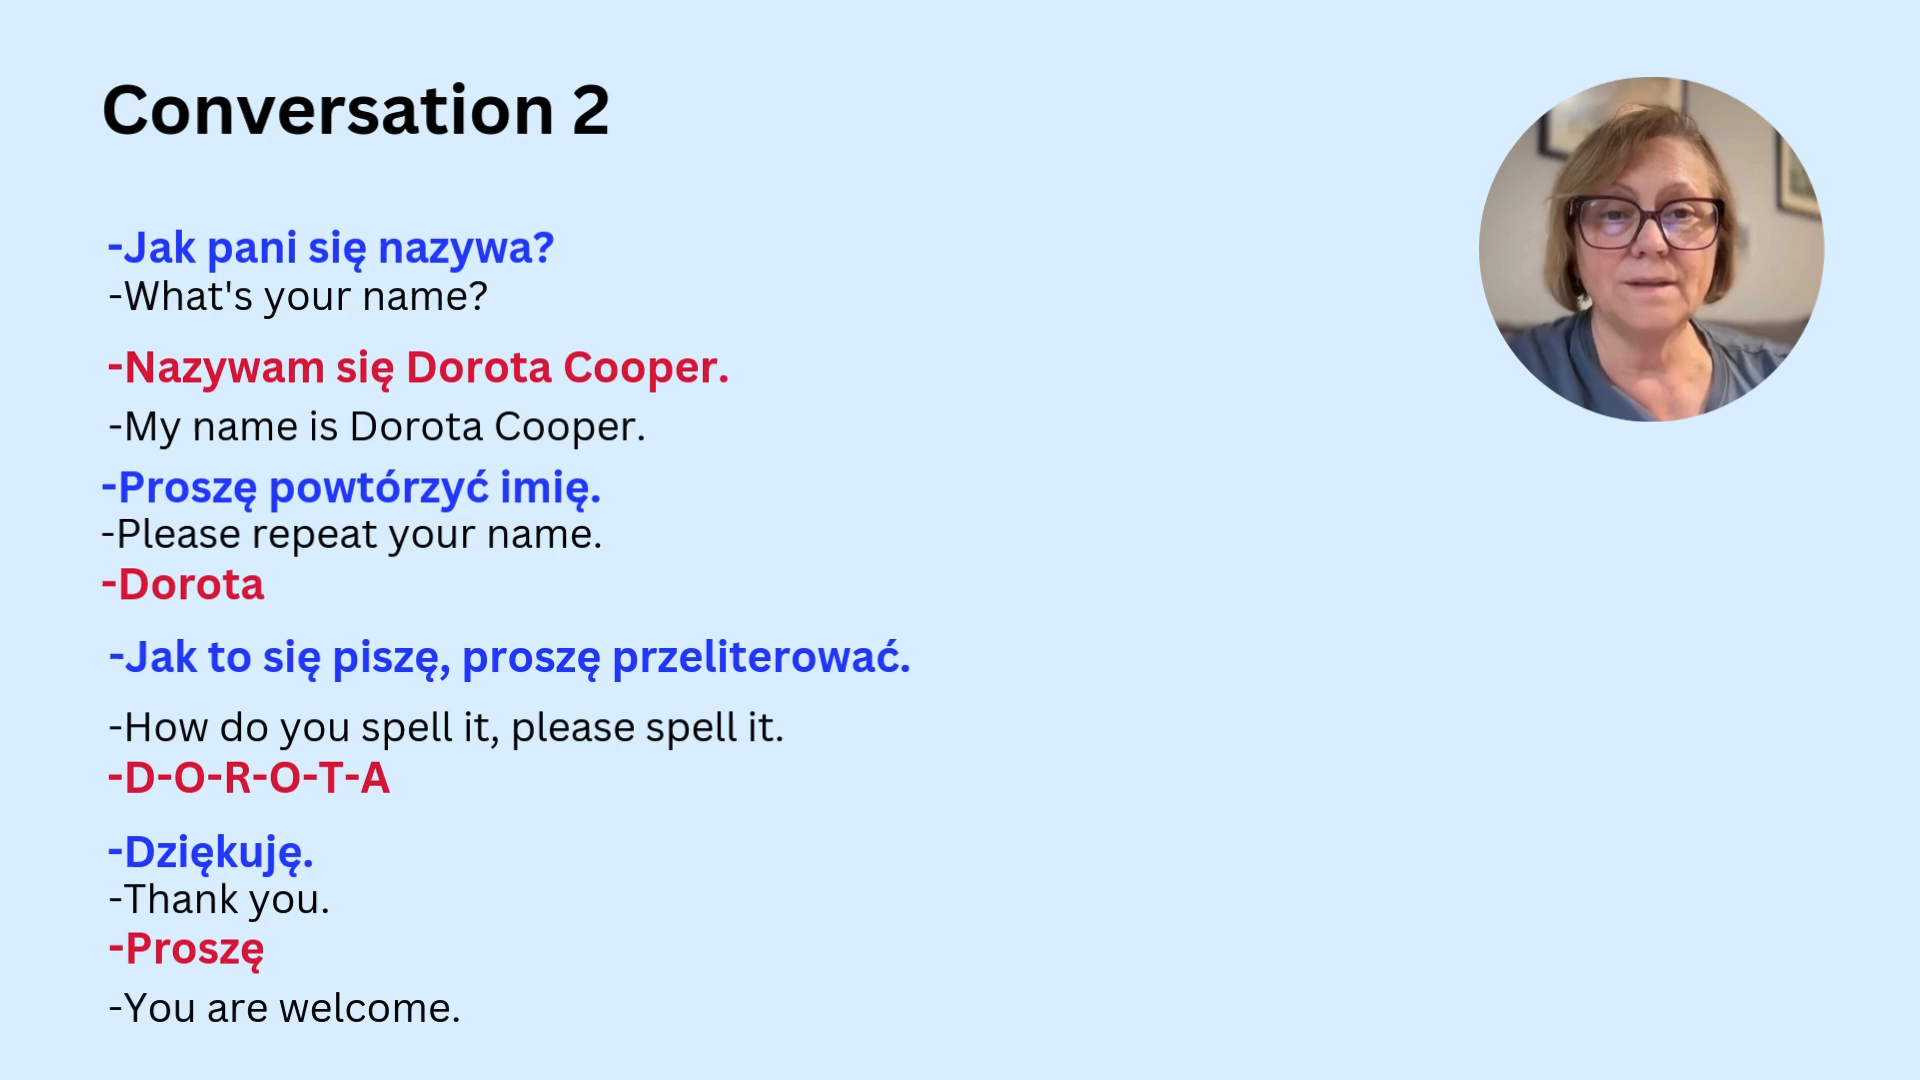 Conversation 2
-Jak pani się nazywa?
-What's your name?
-Nazywam się Dorota Cooper.
-My name is Dorota Cooper.
-Proszę powtórzyć imię.
-Please repeat your name.
-Dorota
-Jak to się piszę, proszę przeliterować.
-How do you spell it, please spell it.
-D-O-R-O-T-A
-Dziękuję.
-Thank you.
-Proszę
-You are welcome.